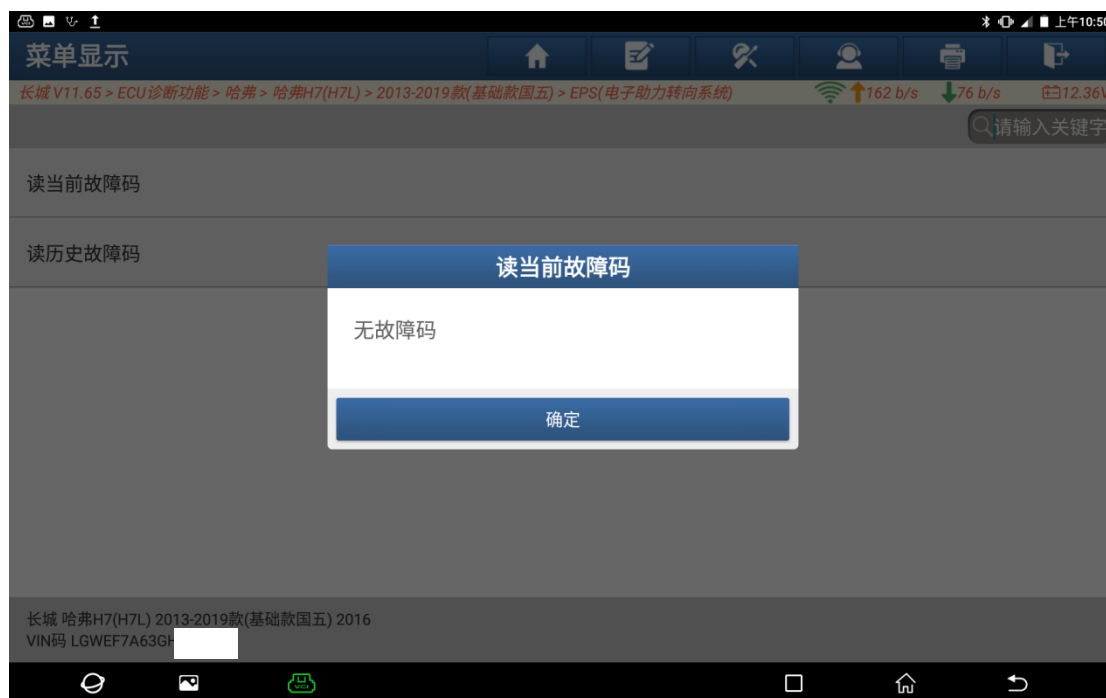 上午10:50
菜单显示
长城 V11.65 > ECU诊断功能 > 哈弗 > 哈弗H7(H7L) > 2013-2019款(基础款国五) > EPS(电子助力转向系统) 162 b/s 76 b/s 12.36V
请输入关键字
读当前故障码
读历史故障码
读当前故障码
无故障码
确定
长城 哈弗H7(H7L) 2013-2019款(基础款国五) 2016
VIN码 LGWEF7A63GH
VCI